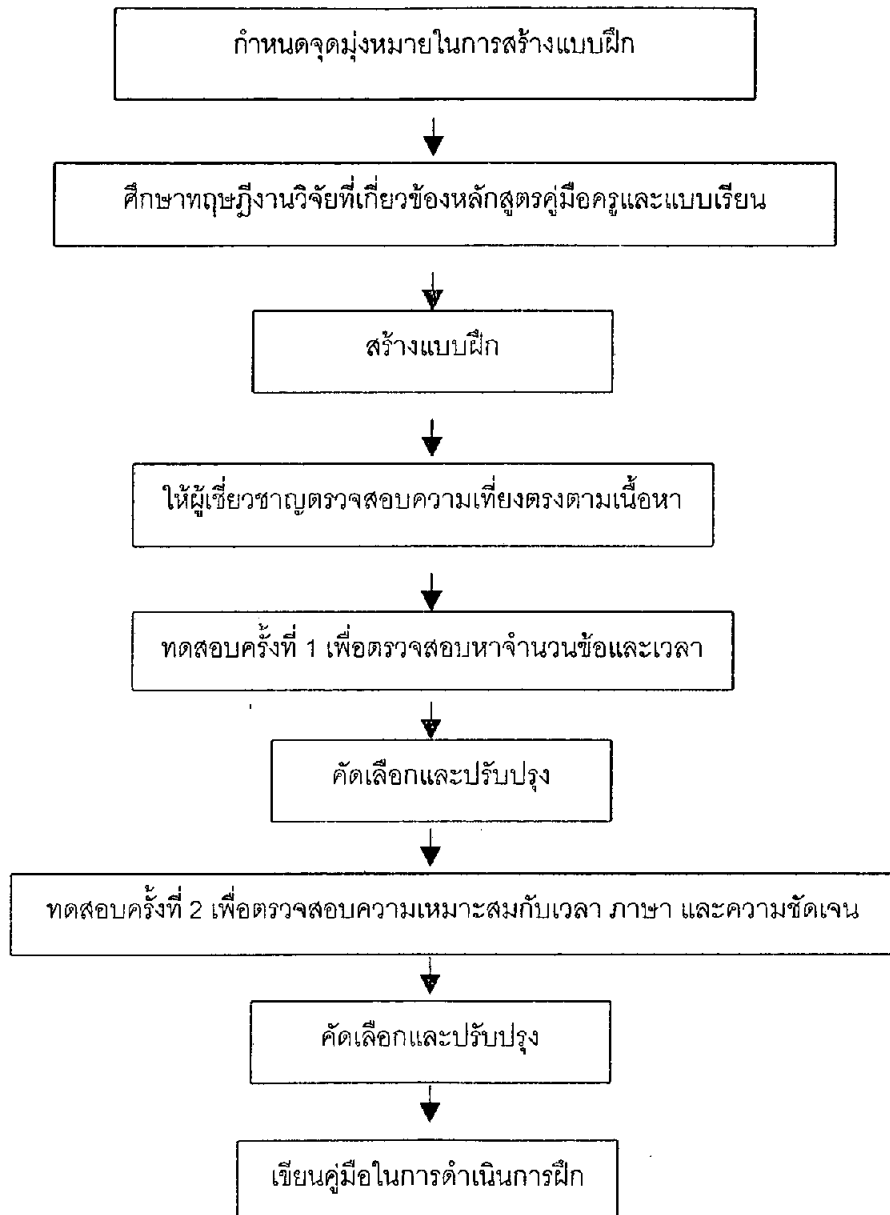 กำหนดจุดมุ่งหมายในการสร้างแบบฝึก
ศึกษาทฤษฎีงานวิจัยที่เกี่ยวข้องหลักสูตรคู่มือครูและแบบเรียน
สร้างแบบฝึก
ให้ผู้เชี่ยวชาญตรวจสอบความเที่ยงตรงตามเนื้อหา
ทดสอบครั้งที่ 1 เพื่อตรวจสอบหาจำนวนข้อและเวลา
คัดเลือกและปรับปรุง
ทดสอบครั้งที่ 2 เพื่อตรวจสอบความเหมาะสมกับเวลา ภาษา และความชัดเจน
คัดเลือกและปรับปรุง
เขียนคู่มือในการดำเนินการฝึก